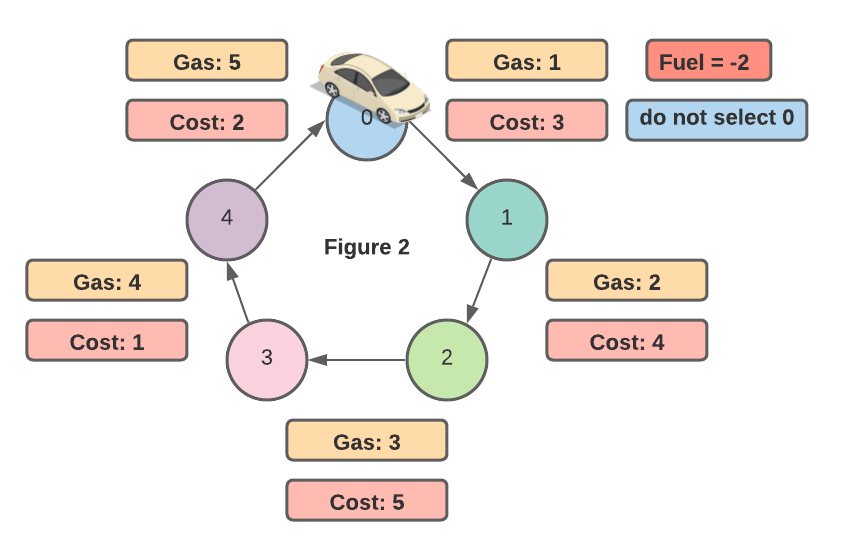 Gas: 5
Gas: 1
Fuel = -2
Cost: 2
0
Cost: 3
do not select 0
4
1
Figure 2
Gas: 4
Gas: 2
Cost: 1
Cost: 4
3
2
Gas: 3
Cost: 5